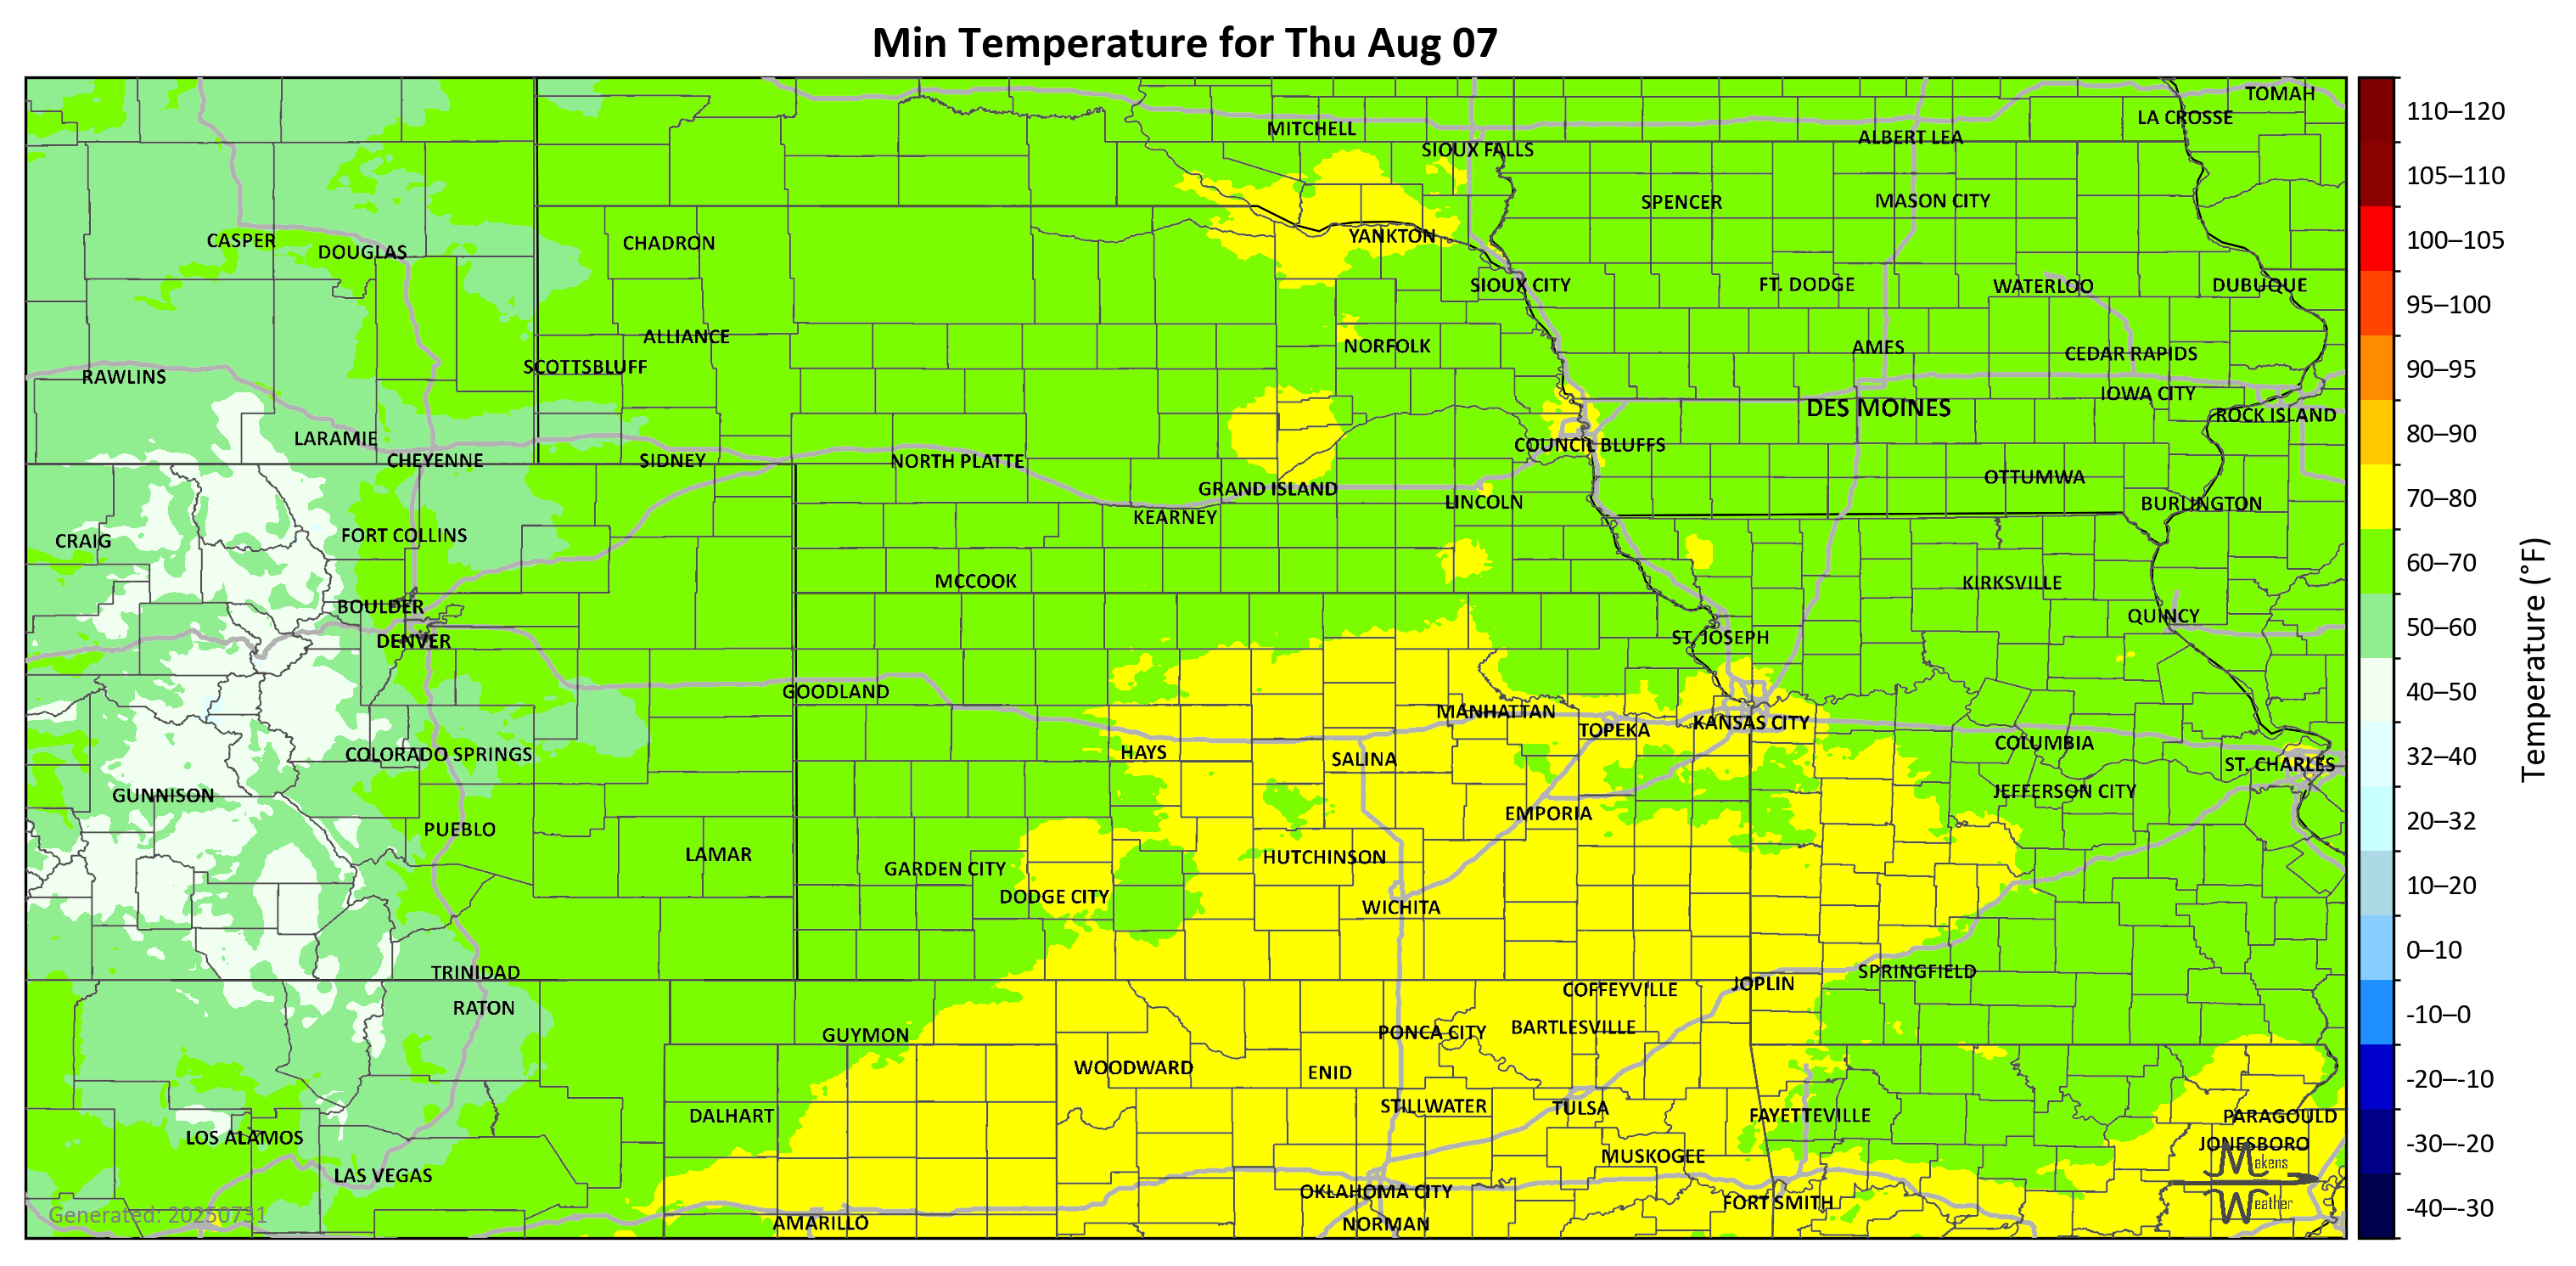 Min Temperature for Thu Aug 07
TOMAH
LA CROSSE
MITCHELL
ALBERT LEA
SIOUX FALLS
SPENCER
MASON CITY
CASPER
DOUGLAS
CHADRON
YANKTON
SIOUX CITY
FT. DODGE
WATERLOO
DUBUQUE
ALLIANCE
NORFOLK
AMES
CEDAR RAPIDS
SCOTTSBLUFF
RAWLINS
IOWA CITY
DES MOINES
ROCK ISLAND
LARAMIE
COUNCIL BLUFFS
CHEYENNE
SIDNEY
NORTH PLATTE
OTTUMWA
GRAND ISLAND
LINCOLN
BURLINGTON
KEARNEY
FORT COLLINS
CRAIG
MCCOOK
KIRKSVILLE
BOULDER
QUINCY
DENVER
ST. JOSEPH
GOODLAND
MANHATTAN
KANSAS CITY
TOPEKA
COLUMBIA
COLORADO SPRINGS
HAYS
SALINA
ST. CHARLES
GUNNISON
JEFFERSON CITY
EMPORIA
PUEBLO
LAMAR
HUTCHINSON
GARDEN CITY
DODGE CITY
WICHITA
TRINIDAD
SPRINGFIELD
JOPLIN
COFFEYVILLE
RATON
GUYMON
PONCA CITY
BARTLESVILLE
WOODWARD
ENID
STILLWATER
TULSA
DALHART
FAYETTEVILLE
PARAGOULD
LOS ALAMOS
JONESBORO
MUSKOGEE
LAS VEGAS
OKLAHOMA CITY
FORT SMITH
AMARILLO
NORMAN
Generated: 20250731
Makens
Weather
110–120
105–110
100–105
95–100
90–95
80–90
70–80
60–70
50–60
40–50
32–40
20–32
10–20
0–10
-10–0
-20–-10
-30–-20
-40–-30
Temperature (°F)